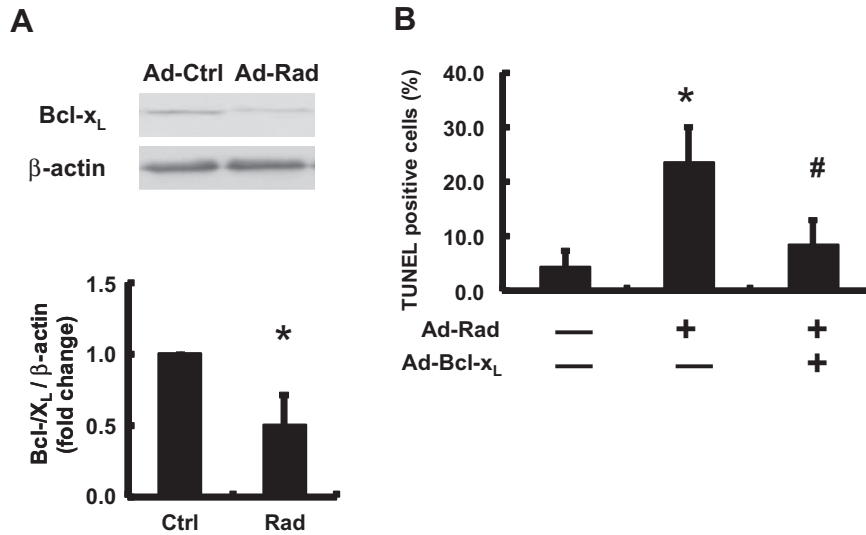 A
Ad-Ctrl Ad-Rad
Bcl-xL
β-actin
1.5
1.0
0.5
0.0
Bcl-/XL / β-actin
(fold change)
*
Ctrl Rad
B
40.0
30.0
20.0
10.0
0.0
TUNEL positive cells (%)
*
#
Ad-Rad — + +
Ad-Bcl-xL — — +